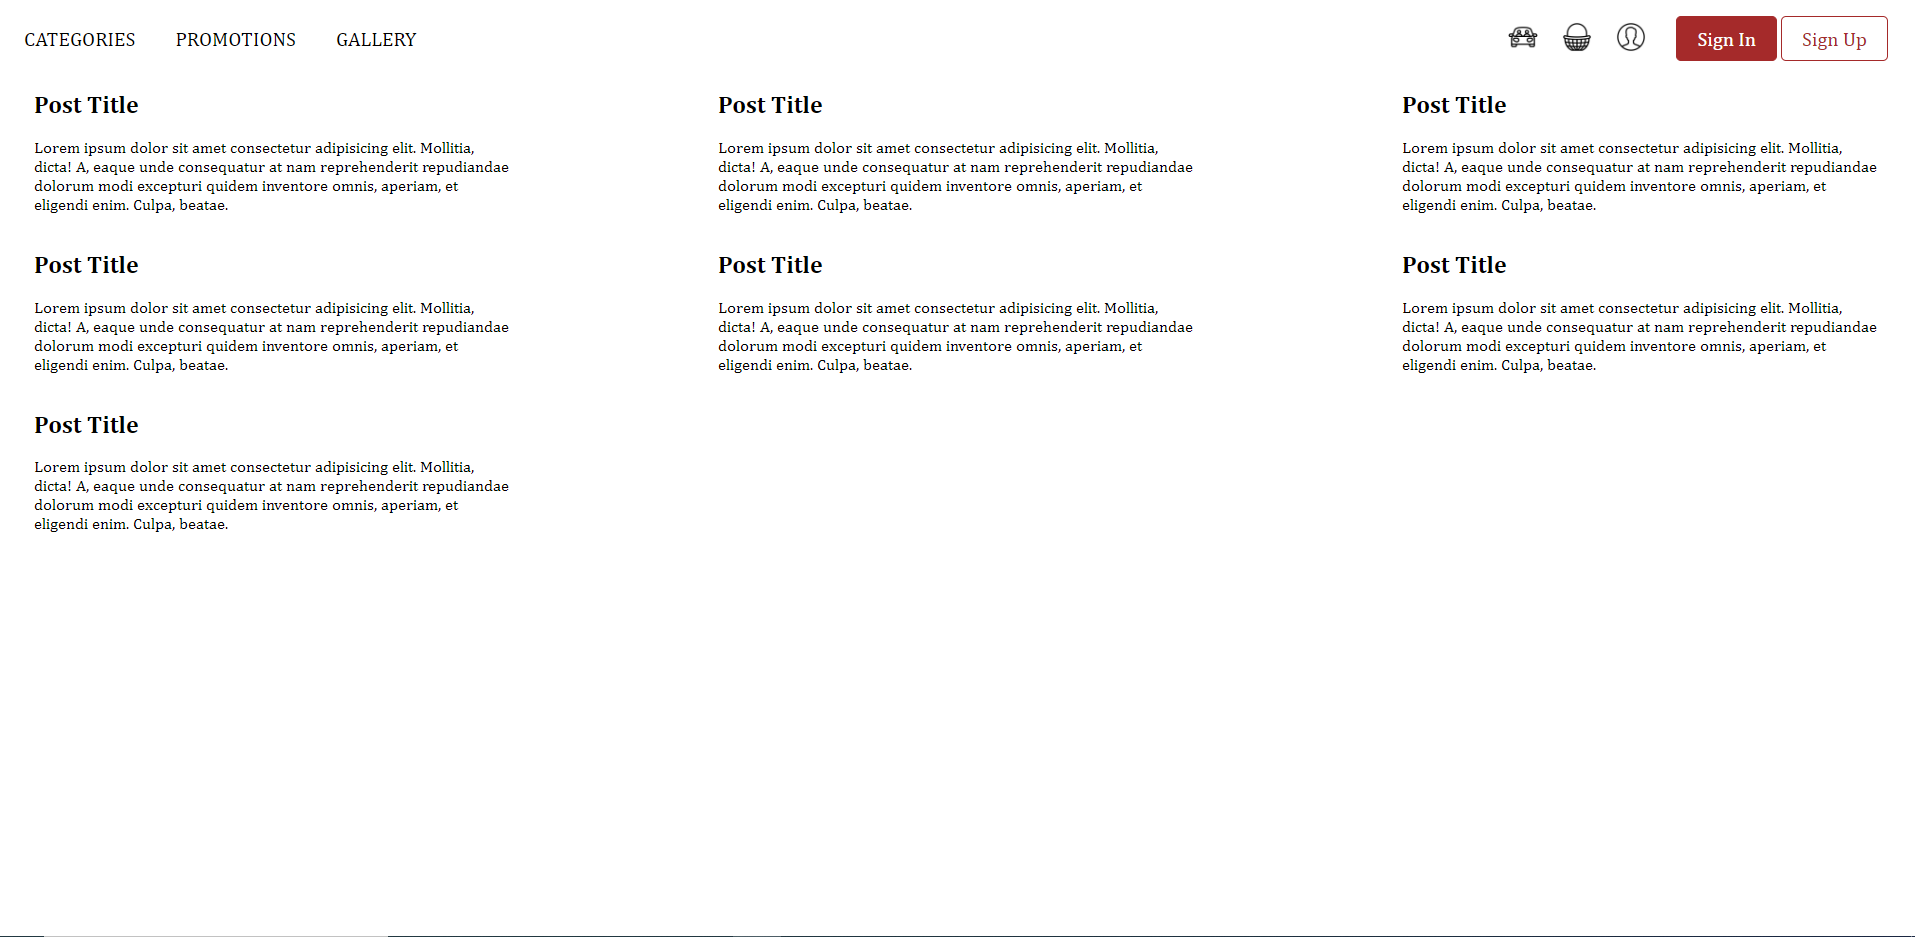 CATEGORIES PROMOTIONS GALLERY Sign In Sign Up
Post Title
Lorem ipsum dolor sit amet consectetur adipisicing elit. Mollitia,
dicta! A, eaque unde consequatur at nam reprehenderit repudiandae
dolorum modi excepturi quidem inventore omnis, aperiam, et
eligendi enim. Culpa, beatae.
Post Title
Lorem ipsum dolor sit amet consectetur adipisicing elit. Mollitia,
dicta! A, eaque unde consequatur at nam reprehenderit repudiandae
dolorum modi excepturi quidem inventore omnis, aperiam, et
eligendi enim. Culpa, beatae.
Post Title
Lorem ipsum dolor sit amet consectetur adipisicing elit. Mollitia,
dicta! A, eaque unde consequatur at nam reprehenderit repudiandae
dolorum modi excepturi quidem inventore omnis, aperiam, et
eligendi enim. Culpa, beatae.
Post Title
Lorem ipsum dolor sit amet consectetur adipisicing elit. Mollitia,
dicta! A, eaque unde consequatur at nam reprehenderit repudiandae
dolorum modi excepturi quidem inventore omnis, aperiam, et
eligendi enim. Culpa, beatae.
Post Title
Lorem ipsum dolor sit amet consectetur adipisicing elit. Mollitia,
dicta! A, eaque unde consequatur at nam reprehenderit repudiandae
dolorum modi excepturi quidem inventore omnis, aperiam, et
eligendi enim. Culpa, beatae.
Post Title
Lorem ipsum dolor sit amet consectetur adipisicing elit. Mollitia,
dicta! A, eaque unde consequatur at nam reprehenderit repudiandae
dolorum modi excepturi quidem inventore omnis, aperiam, et
eligendi enim. Culpa, beatae.
Post Title
Lorem ipsum dolor sit amet consectetur adipisicing elit. Mollitia,
dicta! A, eaque unde consequatur at nam reprehenderit repudiandae
dolorum modi excepturi quidem inventore omnis, aperiam, et
eligendi enim. Culpa, beatae.